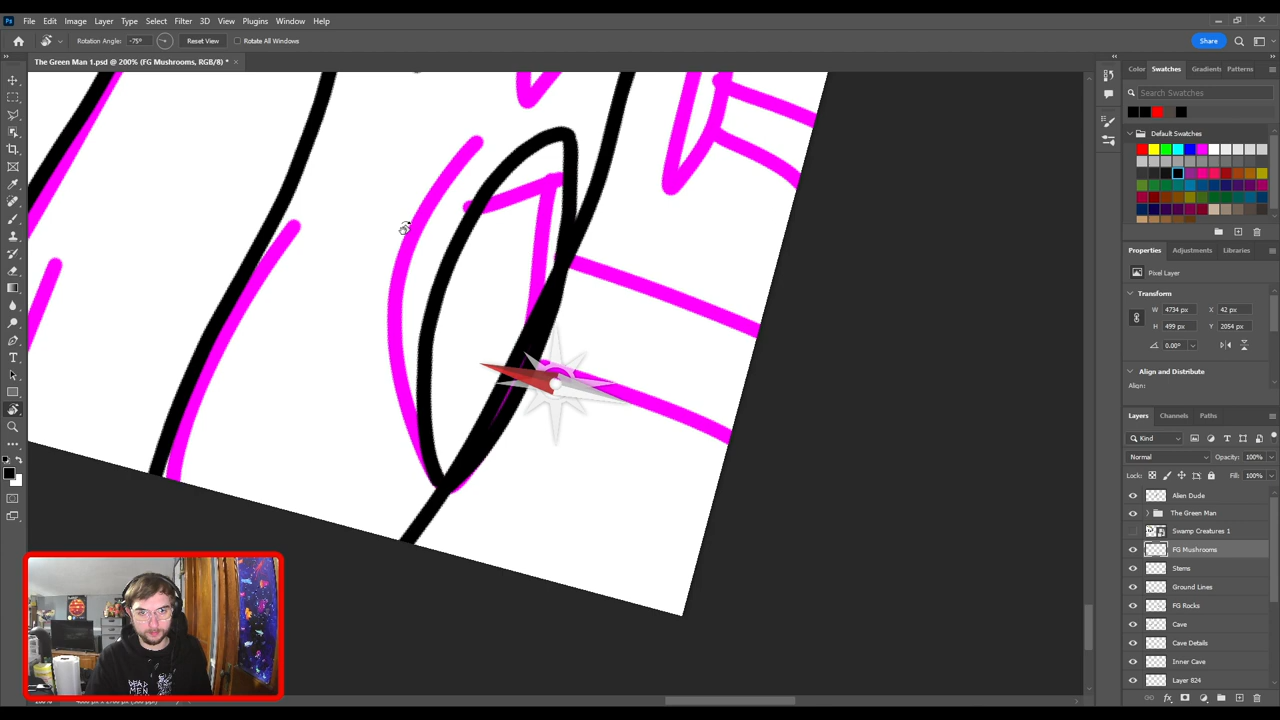 Ps File Edit Image Layer Type Select Filter 3D View Plugins Window Help
Rotation Angle: -75° Reset View Rotate All Windows Share
The Green Man 1.psd @ 200% (FG Mushrooms, RGB/8) * ×
Color Swatches Gradients Patterns
Search Swatches
Default Swatches
Properties Adjustments Libraries
Pixel Layer
Transform
W 4734 px X 42 px
H 499 px Y 2054 px
0.00°
Align and Distribute
Align:
Layers Channels Paths
Kind
Normal Opacity: 100%
Lock: Fill: 100%
Alien Dude
The Green Man
Swamp Creatures 1
FG Mushrooms
Stems
Ground Lines
FG Rocks
Cave
Cave Details
Inner Cave
Layer 824
DEAD
MEN